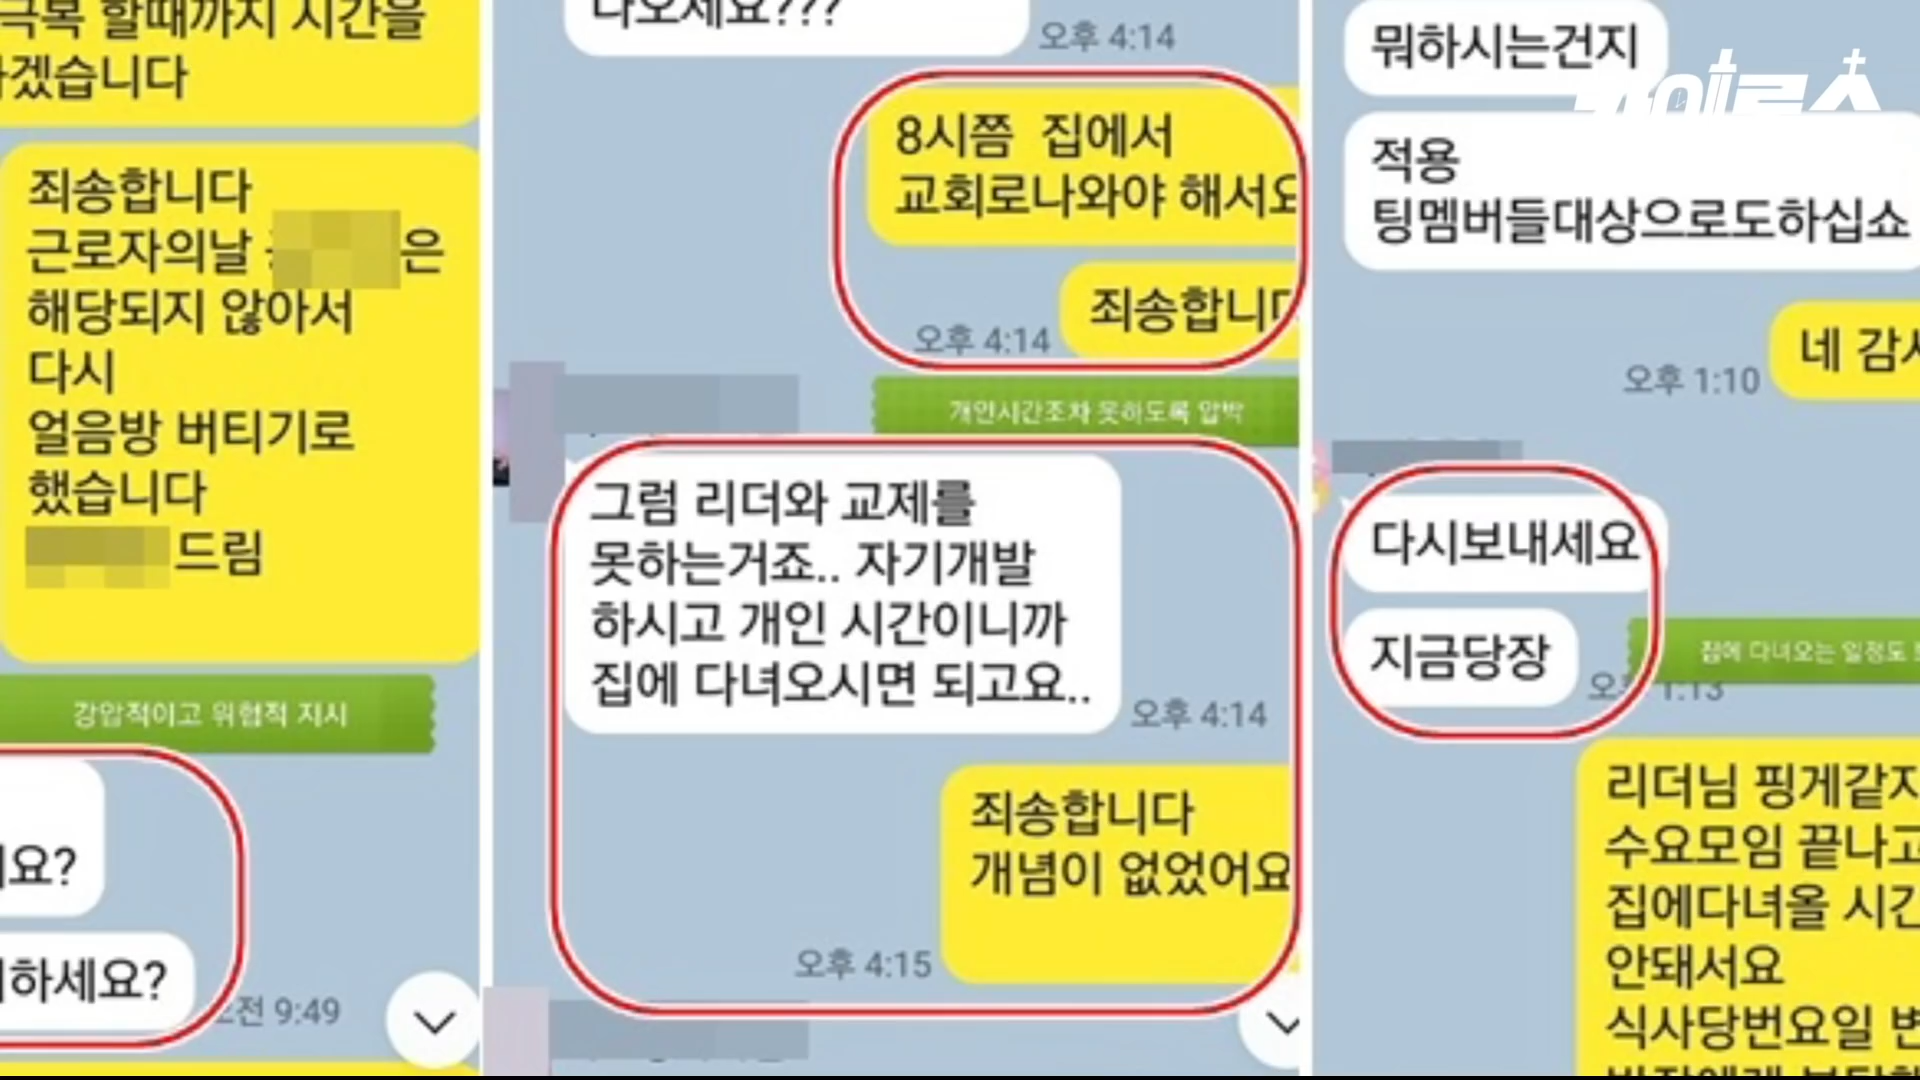 극복 할때까지 시간을
하겠습니다
죄송합니다
근로자의날 은
해당되지 않아서
다시
얼음방 버티기로
했습니다
드림
강압적이고 위협적 지시
요?
하세요?
오전 9:49
나오세요???
오후 4:14
8시쯤 집에서
교회로나와야 해서요
죄송합니다
오후 4:14
개인시간조차 못하도록 압박
그럼 리더와 교제를
못하는거죠.. 자기개발
하시고 개인 시간이니까
집에 다녀오시면 되고요..
오후 4:14
죄송합니다
개념이 없었어요
오후 4:15
카이로스
뭐하시는건지
적용
팅멤버들대상으로도하십쇼
네 감사
오후 1:10
다시보내세요
지금당장
집에 다녀오는 일정도
오후 1:13
리더님 핑게같지
수요모임 끝나고
집에다녀올 시간
안돼서요
식사당번요일 변